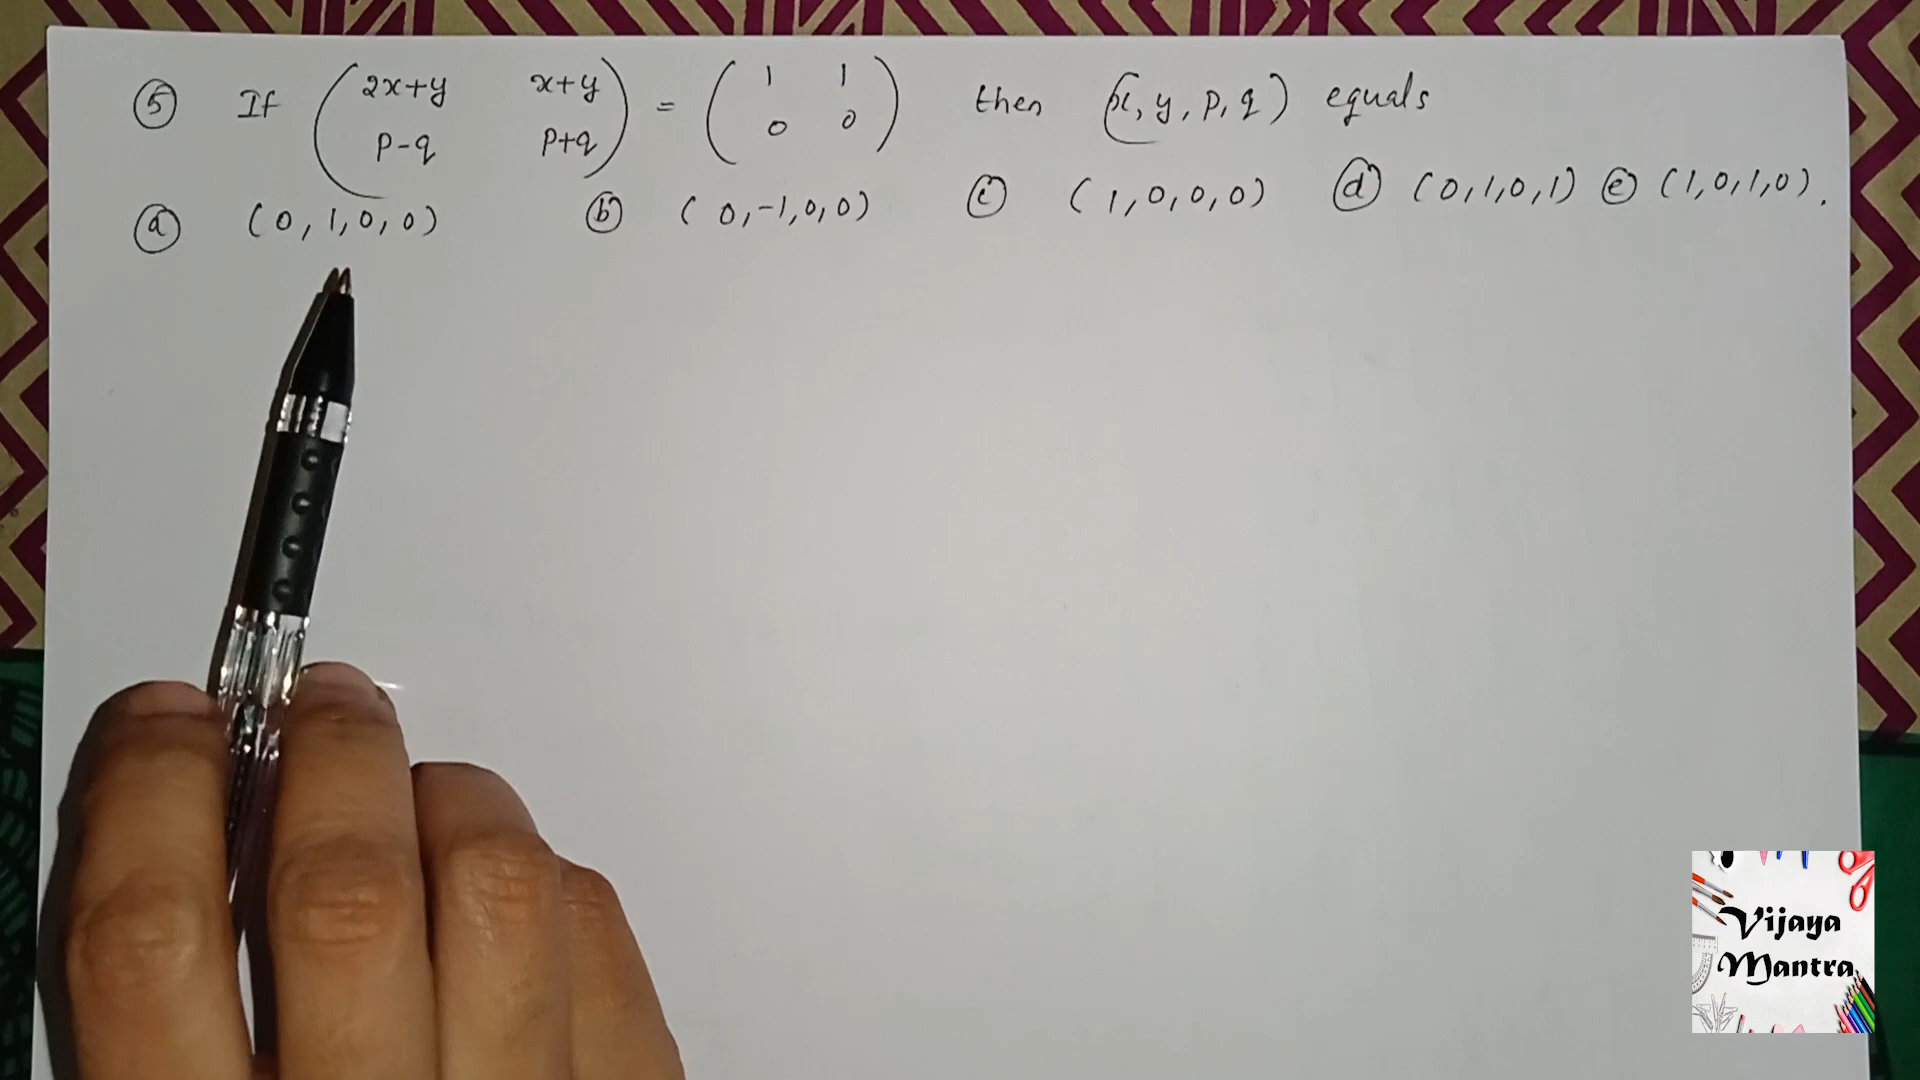 ⑤ If (2x+y x+y) = (1 1) then (x, y, p, q) equals
p-q p+q 0 0
ⓐ (0, 1, 0, 0) ⓑ (0, -1, 0, 0) ⓒ (1, 0, 0, 0) ⓓ (0, 1, 0, 1) ⓔ (1, 0, 1, 0).
Vijaya
Mantra